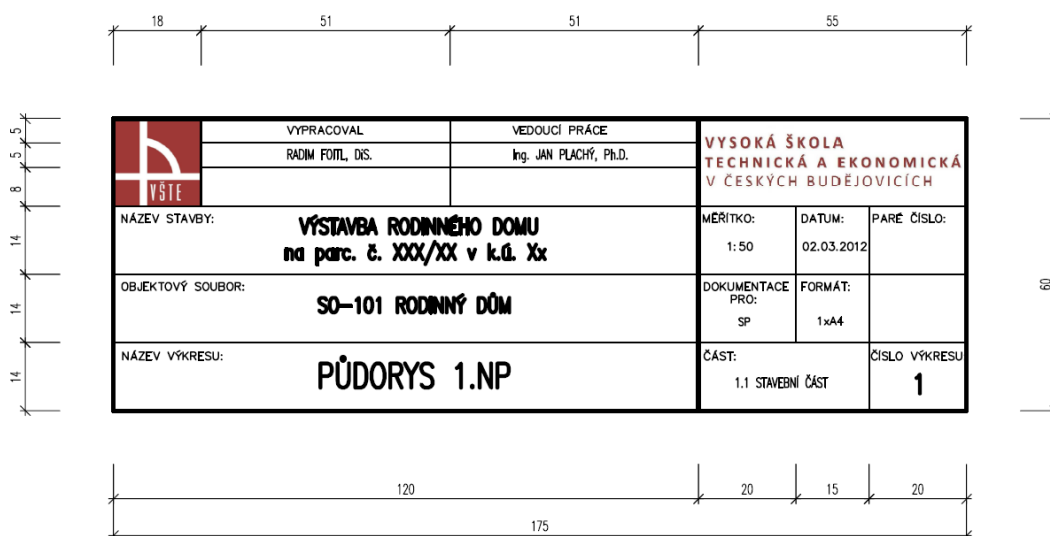 18 51 51 55
5
5
8
14
14
14
60
VŠTE
VYPRACOVAL
VEDOUCÍ PRÁCE
RADIM FOITL, DiS.
Ing. JAN PLACHÝ, Ph.D.
VYSOKÁ ŠKOLA
TECHNICKÁ A EKONOMICKÁ
V ČESKÝCH BUDĚJOVICÍCH
NÁZEV STAVBY:
VÝSTAVBA RODINNÉHO DOMU
na parc. č. XXX/XX v k.ú. Xx
MĚŘÍTKO:
1:50
DATUM:
02.03.2012
PARÉ ČÍSLO:
OBJEKTOVÝ SOUBOR:
SO-101 RODINNÝ DŮM
DOKUMENTACE
PRO:
SP
FORMÁT:
1xA4
NÁZEV VÝKRESU:
PŮDORYS 1.NP
ČÁST:
1.1 STAVEBNÍ ČÁST
ČÍSLO VÝKRESU
1
120 20 15 20
175